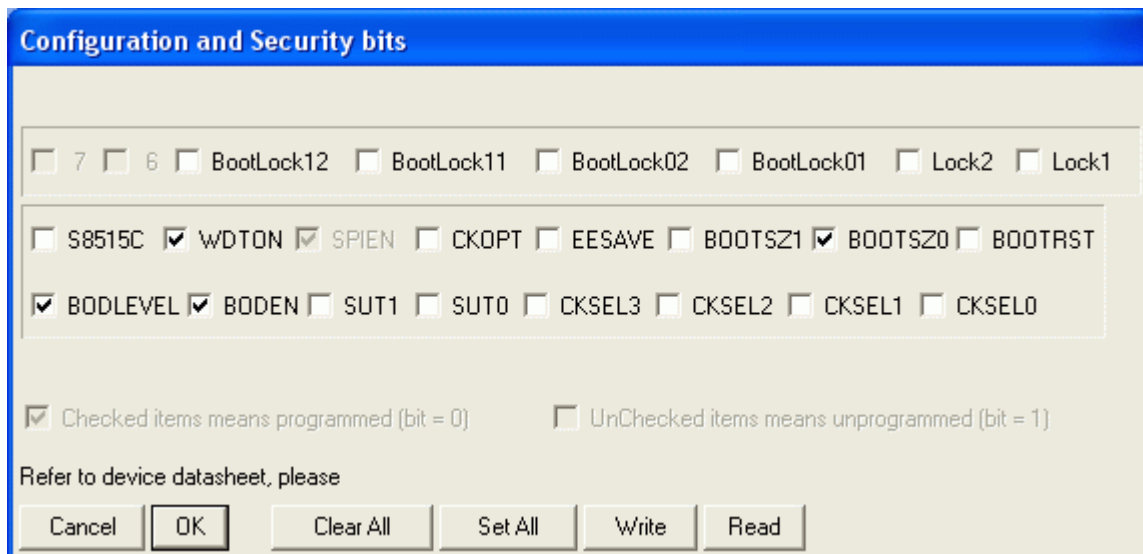 Configuration and Security bits
7 6 BootLock12 BootLock11 BootLock02 BootLock01 Lock2 Lock1
S8515C WDTON SPIEN CKOPT EESAVE BOOTSZ1 BOOTSZ0 BOOTRST
BODLEVEL BODEN SUT1 SUT0 CKSEL3 CKSEL2 CKSEL1 CKSEL0
Checked items means programmed (bit = 0) UnChecked items means unprogrammed (bit = 1)
Refer to device datasheet, please
Cancel OK Clear All Set All Write Read